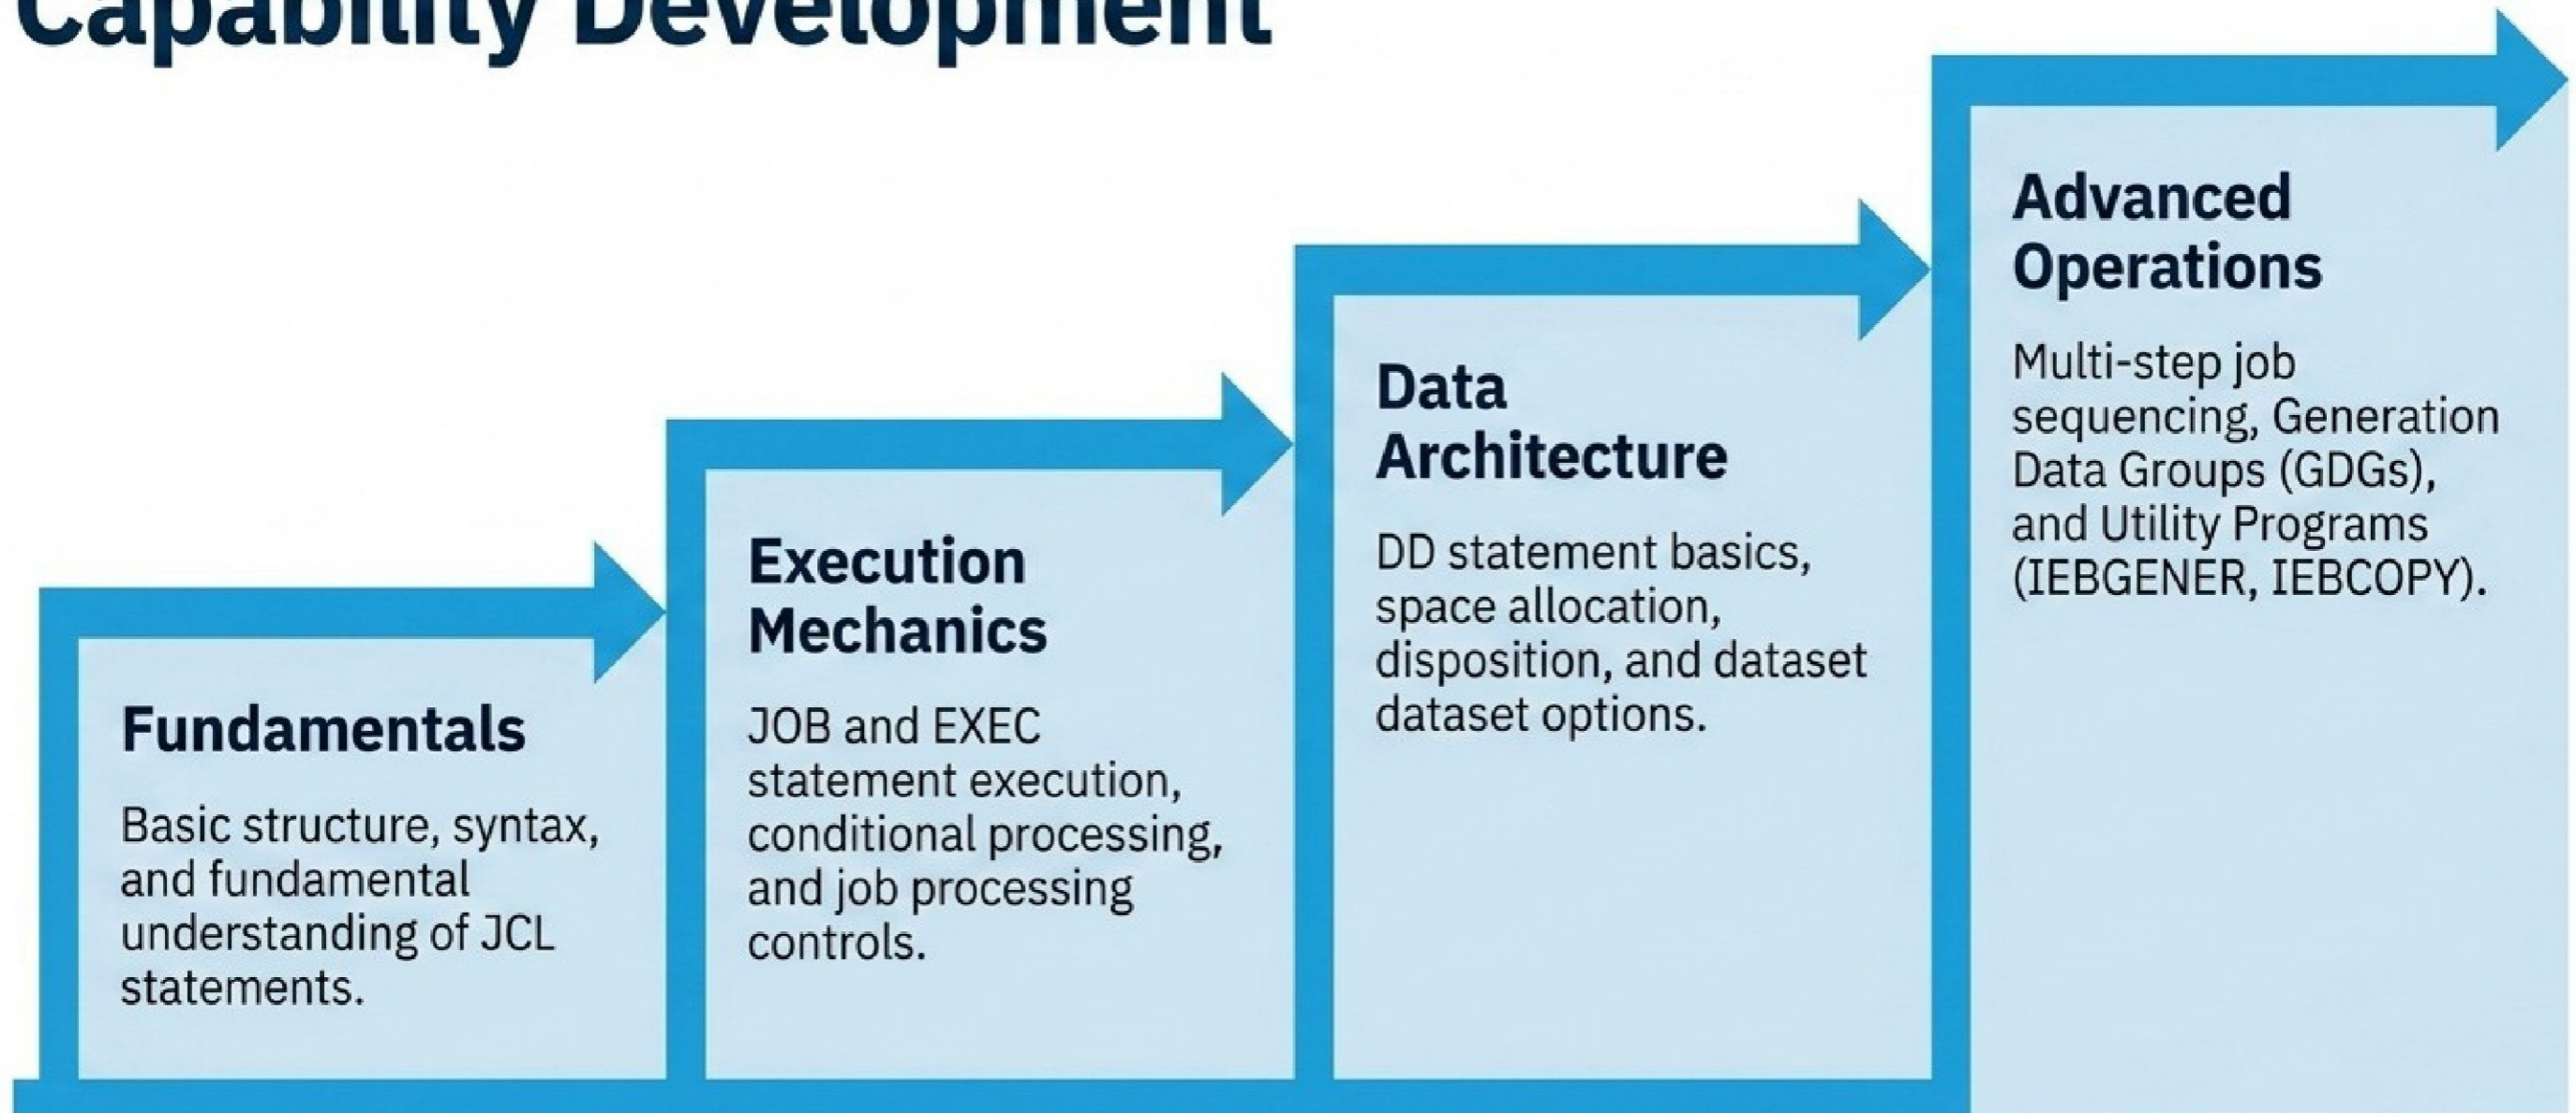 Capability Development
Fundamentals
Basic structure, syntax,
and fundamental
understanding of JCL
statements.
Execution
Mechanics
JOB and EXEC
statement execution,
conditional processing,
and job processing
controls.
Data
Architecture
DD statement basics,
space allocation,
disposition, and dataset
dataset options.
Advanced
Operations
Multi-step job
sequencing, Generation
Data Groups (GDGs),
and Utility Programs
(IEBGENER, IEBCOPY).